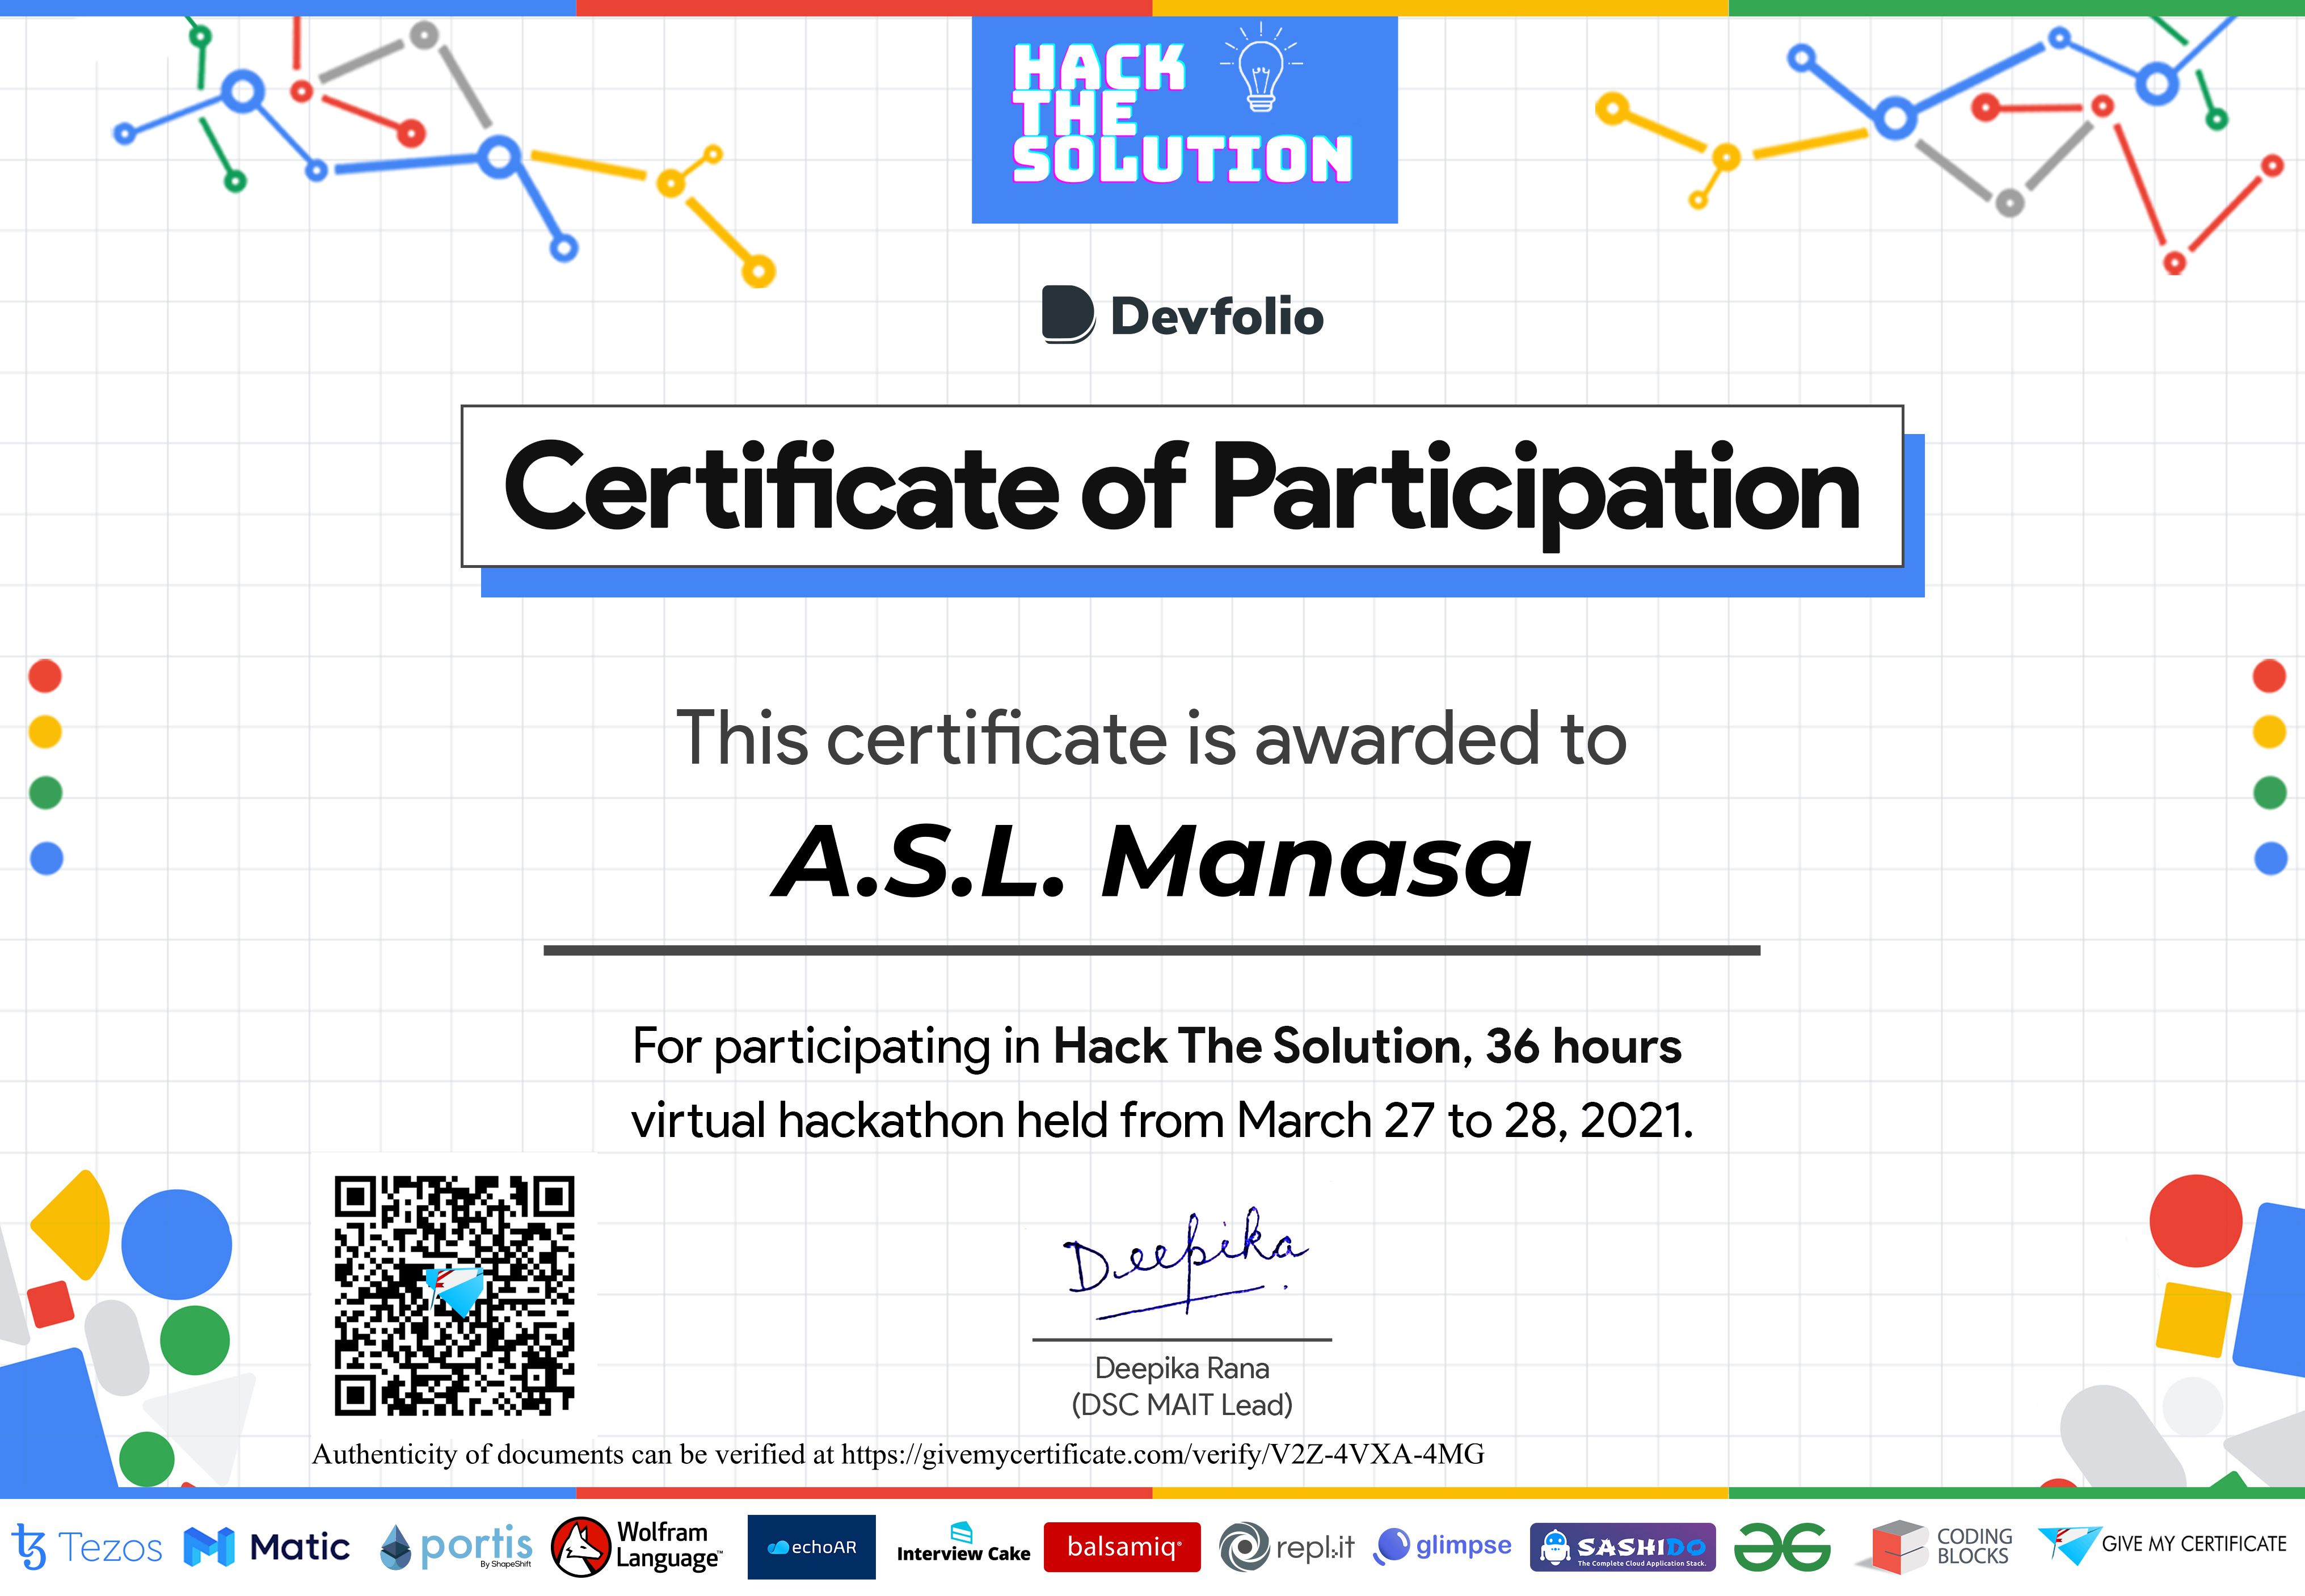 HACK
THE
SOLUTION
Devfolio
Certificate of Participation
This certificate is awarded to
A.S.L. Manasa
For participating in Hack The Solution, 36 hours
virtual hackathon held from March 27 to 28, 2021.
Deepika
Deepika Rana
(DSC MAIT Lead)
Authenticity of documents can be verified at https://givemycertificate.com/verify/V2Z-4VXA-4MG
Tezos
Matic
portis
By ShapeShift
Wolfram
Language™
echoAR
Interview Cake
balsamiq®
repl.it
glimpse
SASHIDO
The Complete Cloud Application Stack.
CODING
BLOCKS
GIVE MY CERTIFICATE